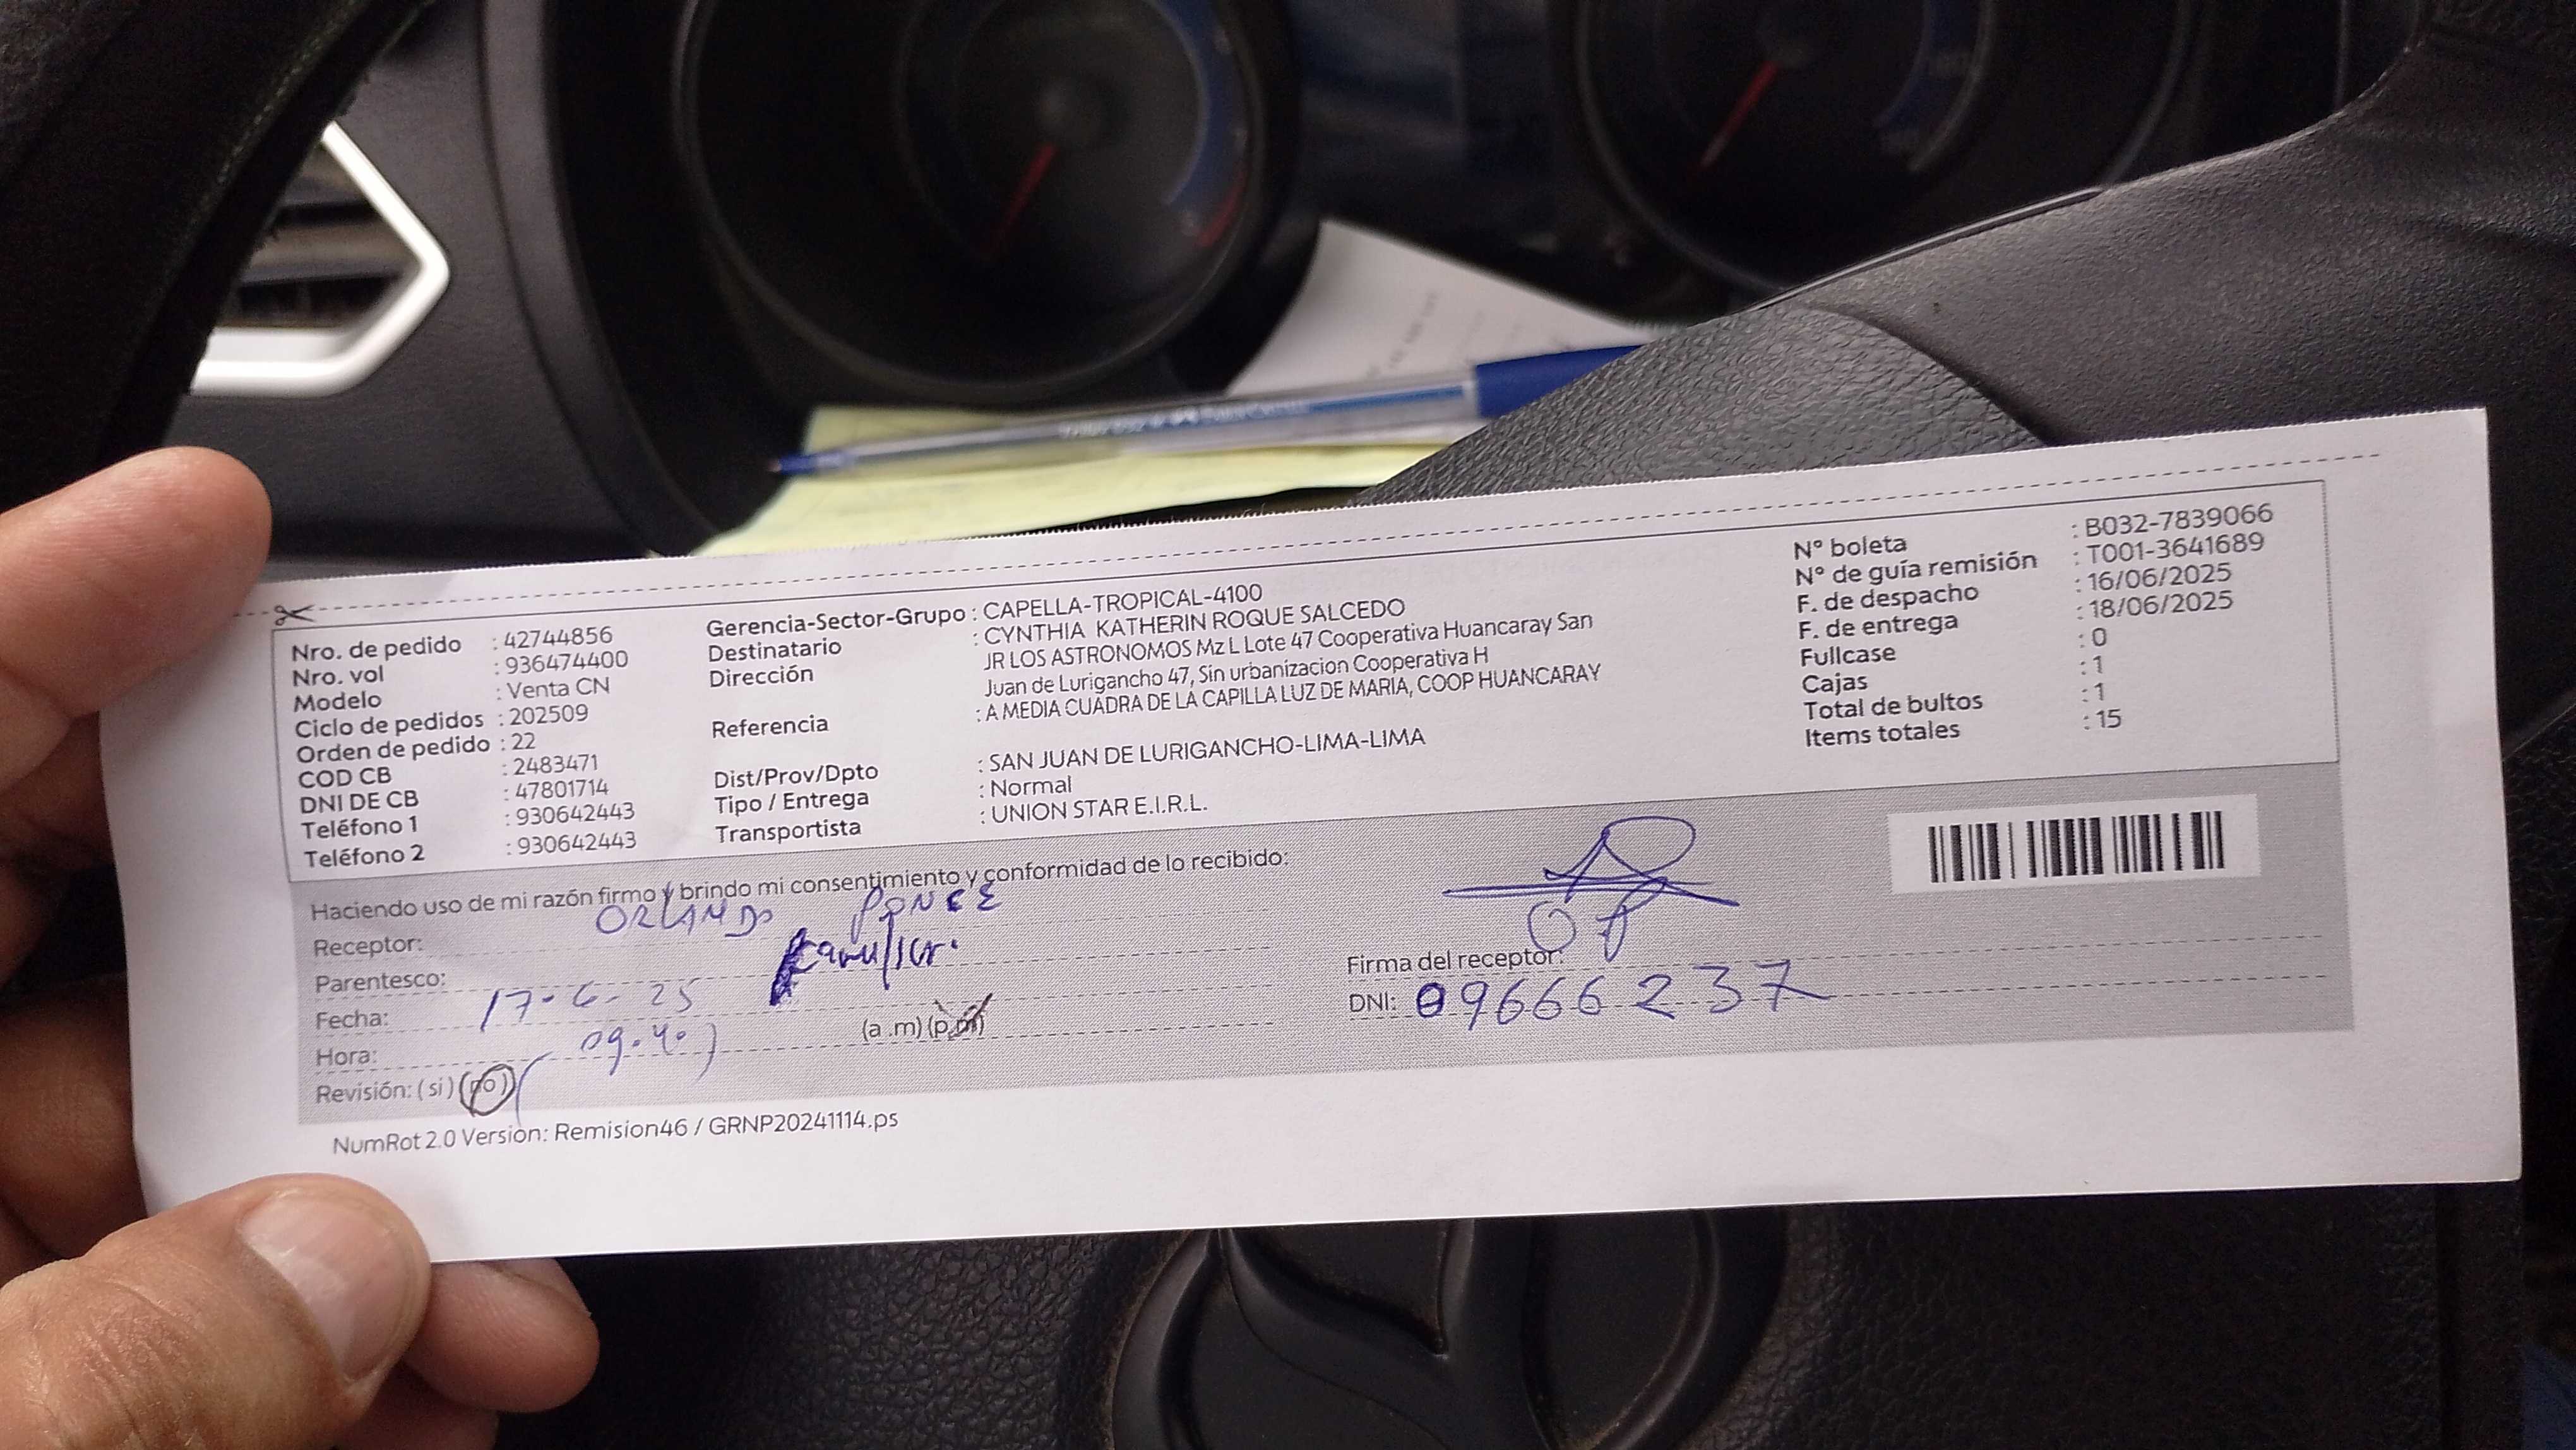 Nro. de pedido : 42744856
Nro. vol : 936474400
Modelo : Venta CN
Ciclo de pedidos : 202509
Orden de pedido : 22
COD CB : 2483471
DNI DE CB : 47801714
Teléfono 1 : 930642443
Teléfono 2 : 930642443
Gerencia-Sector-Grupo : CAPELLA-TROPICAL-4100
Destinatario : CYNTHIA KATHERIN ROQUE SALCEDO
Dirección JR LOS ASTRONOMOS Mz L Lote 47 Cooperativa Huancaray San
Juan de Lurigancho 47, Sin urbanizacion Cooperativa H
Referencia : A MEDIA CUADRA DE LA CAPILLA LUZ DE MARIA, COOP HUANCARAY
Dist/Prov/Dpto : SAN JUAN DE LURIGANCHO-LIMA-LIMA
Tipo / Entrega : Normal
Transportista : UNION STAR E.I.R.L.
N° boleta : B032-7839066
N° de guía remisión : T001-3641689
F. de despacho : 16/06/2025
F. de entrega : 18/06/2025
Fullcase : 0
Cajas : 1
Total de bultos : 1
Items totales : 15
Haciendo uso de mi razón firmo y brindo mi consentimiento y conformidad de lo recibido:
Receptor: ORLANDO PONCE
Parentesco:
Fecha: 17-6-25
Hora: 09.40 (a.m) (p.m)
Revisión: (si) (no)
Firma del receptor: OP
DNI: 09666237
NumRot 2.0 Version: Remision46 / GRNP20241114.ps